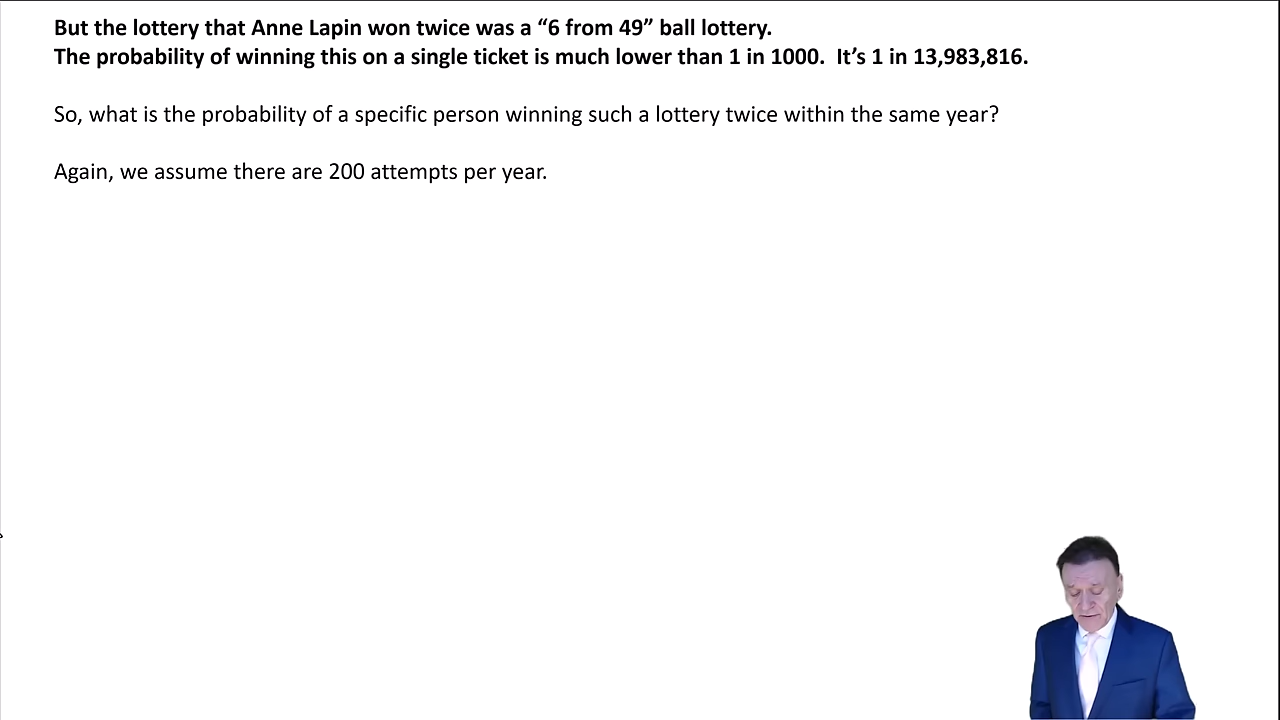 But the lottery that Anne Lapin won twice was a “6 from 49” ball lottery.
The probability of winning this on a single ticket is much lower than 1 in 1000.  It’s 1 in 13,983,816.
So, what is the probability of a specific person winning such a lottery twice within the same year?
Again, we assume there are 200 attempts per year.